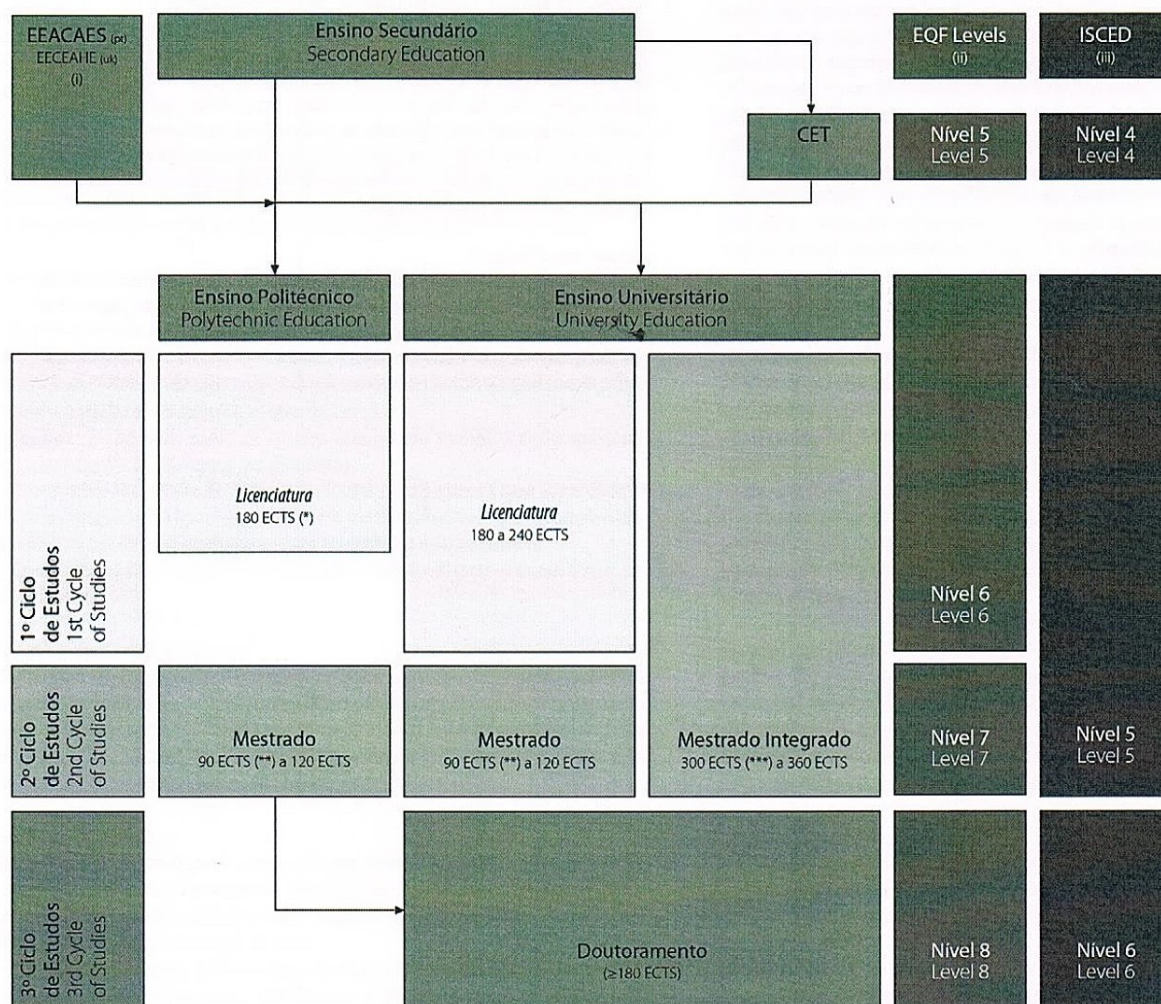 EEACAES (pt)
EECEAHE (uk)
(i)
Ensino Secundário
Secondary Education
EQF Levels
(ii)
ISCED
(iii)
CET
Nível 5
Level 5
Nível 4
Level 4
Ensino Politécnico
Polytechnic Education
Ensino Universitário
University Education
1º Ciclo
de Estudos
1st Cycle
of Studies
Licenciatura
180 ECTS (*)
Licenciatura
180 a 240 ECTS
Nível 6
Level 6
2º Ciclo
de Estudos
2nd Cycle
of Studies
Mestrado
90 ECTS (**) a 120 ECTS
Mestrado
90 ECTS (**) a 120 ECTS
Mestrado Integrado
300 ECTS (***) a 360 ECTS
Nível 7
Level 7
Nível 5
Level 5
3º Ciclo
de Estudos
3rd Cycle
of Studies
Doutoramento
(≥180 ECTS)
Nível 8
Level 8
Nível 6
Level 6